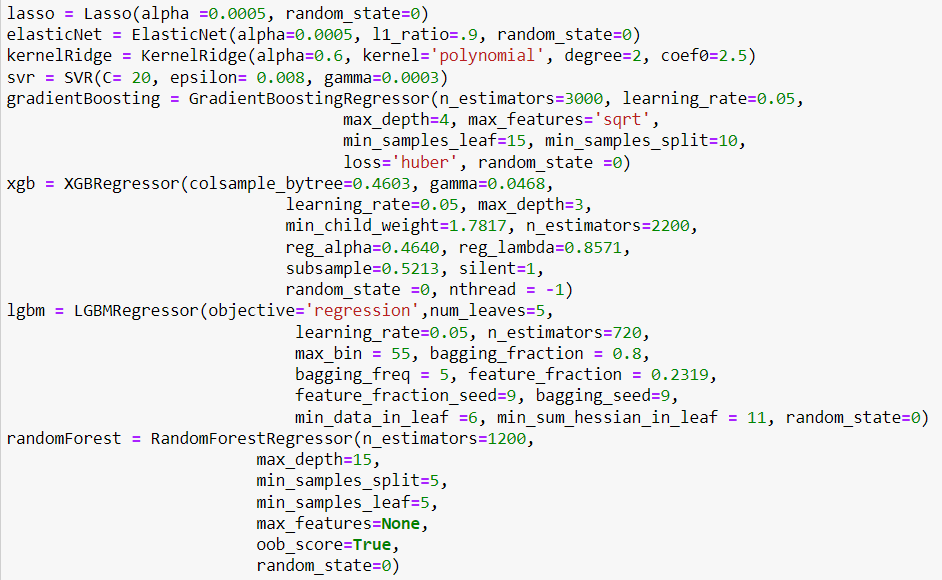 lasso = Lasso(alpha =0.0005, random_state=0)
elasticNet = ElasticNet(alpha=0.0005, l1_ratio=.9, random_state=0)
kernelRidge = KernelRidge(alpha=0.6, kernel='polynomial', degree=2, coef0=2.5)
svr = SVR(C= 20, epsilon= 0.008, gamma=0.0003)
gradientBoosting = GradientBoostingRegressor(n_estimators=3000, learning_rate=0.05,
max_depth=4, max_features='sqrt',
min_samples_leaf=15, min_samples_split=10,
loss='huber', random_state =0)
xgb = XGBRegressor(colsample_bytree=0.4603, gamma=0.0468,
learning_rate=0.05, max_depth=3,
min_child_weight=1.7817, n_estimators=2200,
reg_alpha=0.4640, reg_lambda=0.8571,
subsample=0.5213, silent=1,
random_state =0, nthread = -1)
lgbm = LGBMRegressor(objective='regression',num_leaves=5,
learning_rate=0.05, n_estimators=720,
max_bin = 55, bagging_fraction = 0.8,
bagging_freq = 5, feature_fraction = 0.2319,
feature_fraction_seed=9, bagging_seed=9,
min_data_in_leaf =6, min_sum_hessian_in_leaf = 11, random_state=0)
randomForest = RandomForestRegressor(n_estimators=1200,
max_depth=15,
min_samples_split=5,
min_samples_leaf=5,
max_features=None,
oob_score=True,
random_state=0)